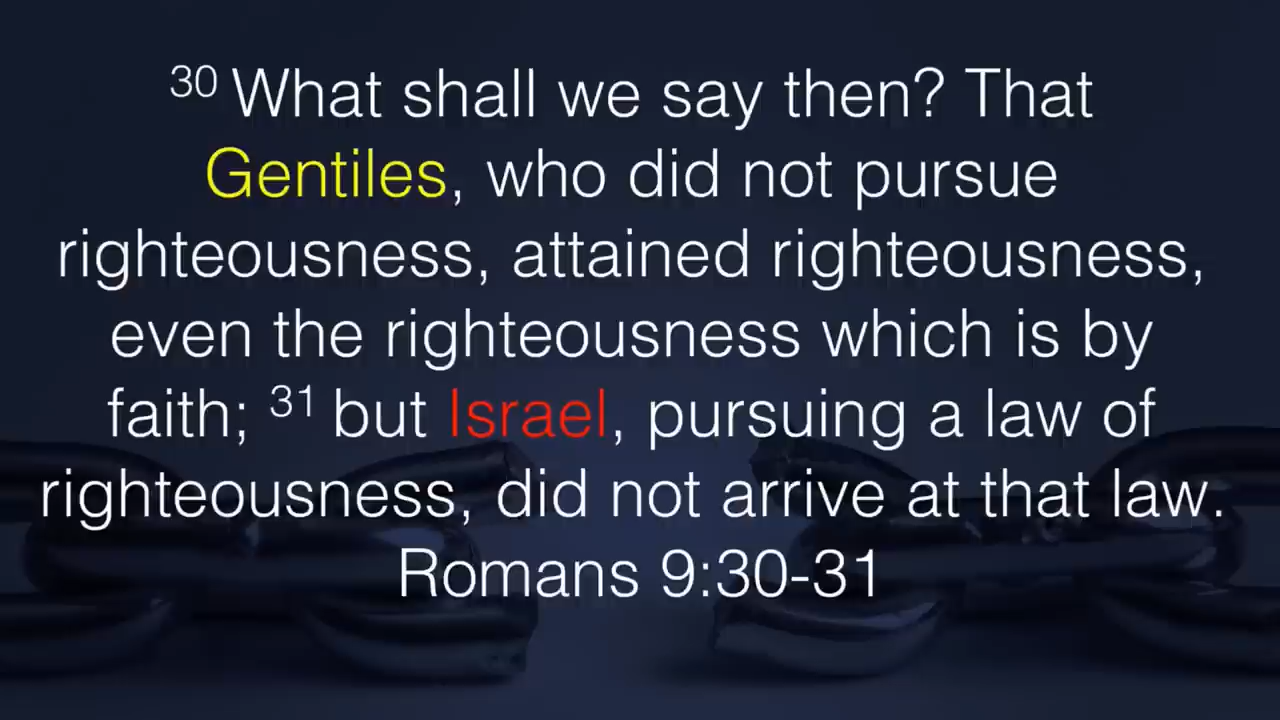 30 What shall we say then? That
Gentiles, who did not pursue
righteousness, attained righteousness,
even the righteousness which is by
faith; 31 but Israel, pursuing a law of
righteousness, did not arrive at that law.
Romans 9:30-31